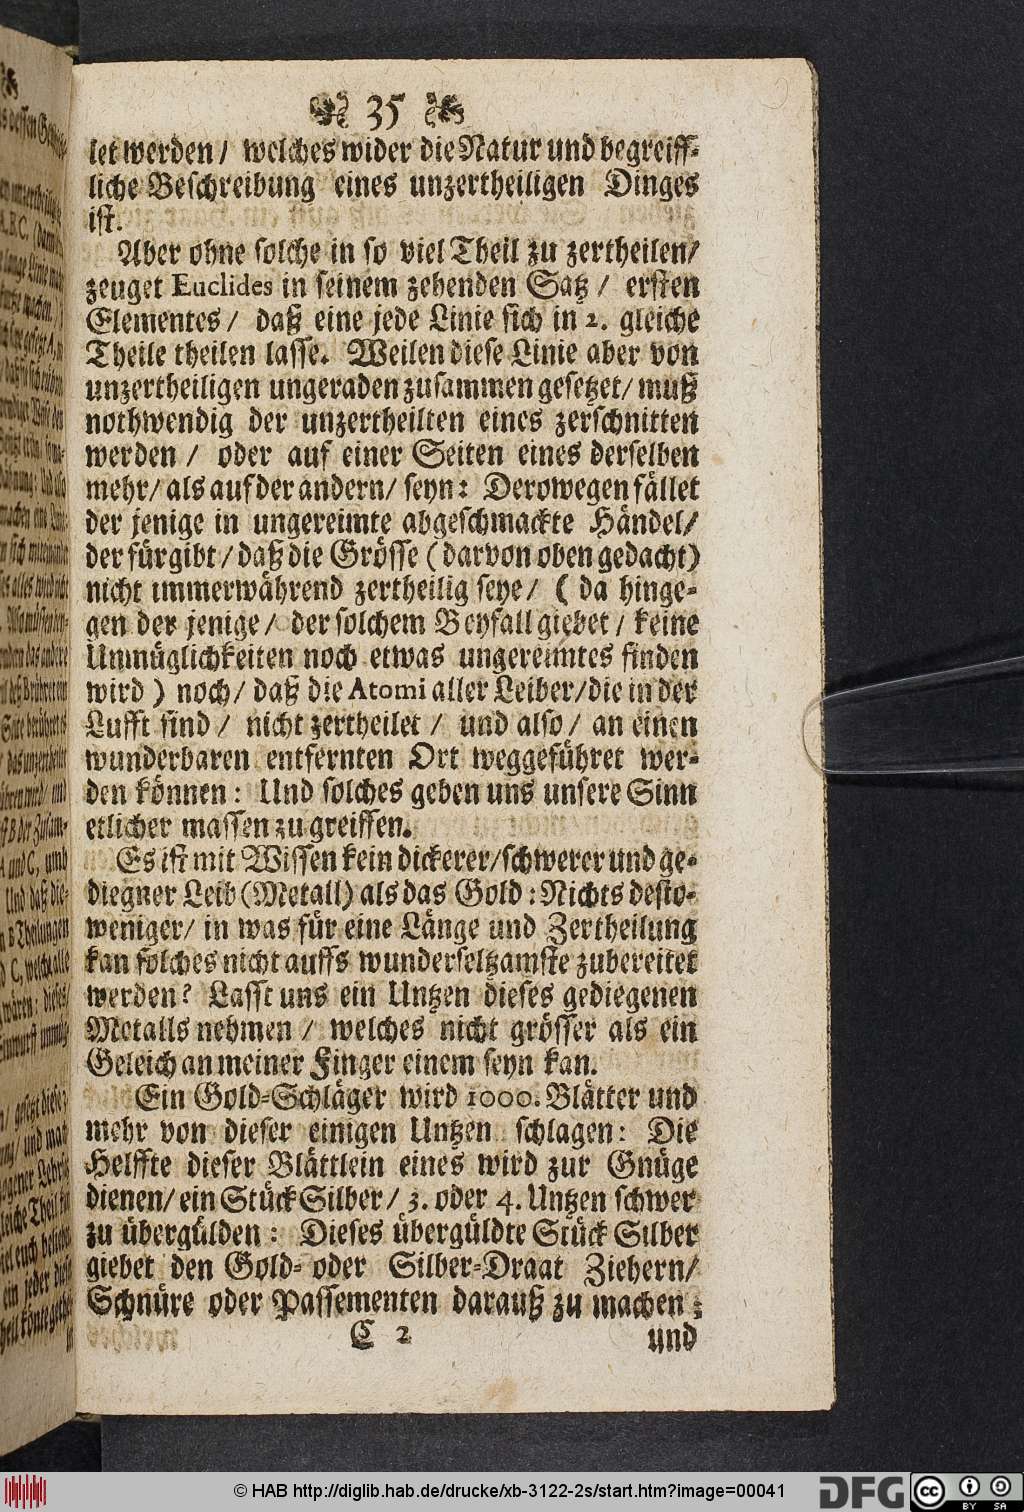 35
let werden / welches wider die Natur und begreiff-
liche Beschreibung eines unzertheiligen Dinges
ist.
Aber ohne solche in so viel Theil zu zertheilen/
zeuget Euclides in seinem zehenden Satz / ersten
Elementes / daß eine jede Linie sich in 2. gleiche
Theile theilen lasse. Weilen diese Linie aber von
unzertheiligen ungeraden zusammen gesetzet/ muß
nothwendig der unzertheilten eines zerschnitten
werden / oder auf einer Seiten eines derselben
mehr/ als auf der andern/ seyn: Derowegen fället
der jenige in ungereimte abgeschmackte Händel/
der fürgibt/ daß die Grösse (darvon oben gedacht)
nicht immerwährend zertheilig seye/ ( da hinge-
gen der jenige/ der solchem Beyfall giebet/ keine
Unmüglichkeiten noch etwas ungereimtes finden
wird ) noch/ daß die Atomi aller Leiber/die in der
Lufft sind/ nicht zertheilet / und also/ an einen
wunderbaren entfernten Ort weggeführet wer-
den können: Und solches geben uns unsere Sinn
etlicher massen zu greiffen.
Es ist mit Wissen kein dickerer/schwerer und ge-
diegner Leib (Metall) als das Gold: Nichts desto-
weniger/ in was für eine Länge und Zertheilung
kan solches nicht auffs wunderseltzamste zubereitet
werden? Lasst uns ein Untzen dieses gediegenen
Metalls nehmen / welches nicht grösser als ein
Geleich an meiner Finger einem seyn kan.
Ein Gold-Schläger wird 1000. Blätter und
mehr von dieser einigen Untzen schlagen: Die
Helffte dieser Blättlein eines wird zur Gnüge
dienen/ ein Stück Silber/ 3. oder 4. Untzen schwer
zu übergülden: Dieses übergüldte Stück Silber
giebet den Gold- oder Silber-Draat Ziehern/
Schnüre oder Passementen darauß zu machen;
C 2 und
© HAB http://diglib.hab.de/drucke/xb-3122-2s/start.htm?image=00041
DFG
cc BY SA